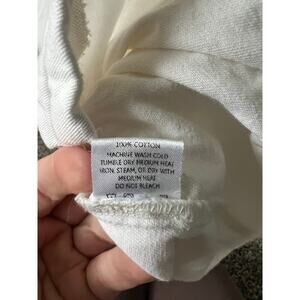 100% COTTON
MACHINE WASH COLD
TUMBLE DRY MEDIUM HEAT
IRON, STEAM, OR DRY WITH
MEDIUM HEAT
DO NOT BLEACH